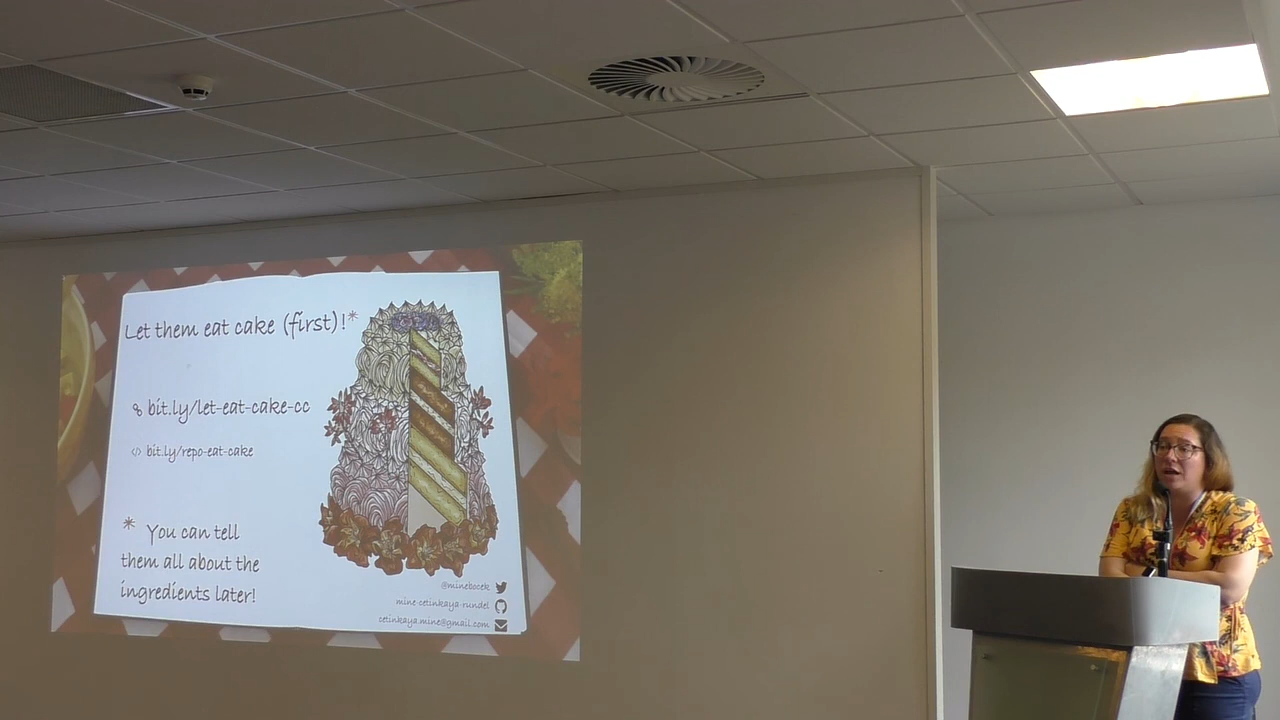 Let them eat cake (first)!*
bit.ly/let-eat-cake-cc
bit.ly/repo-eat-cake
* You can tell
them all about the
ingredients later!
@minebocek
mine-cetinkaya-rundel
cetinkaya.mine@gmail.com